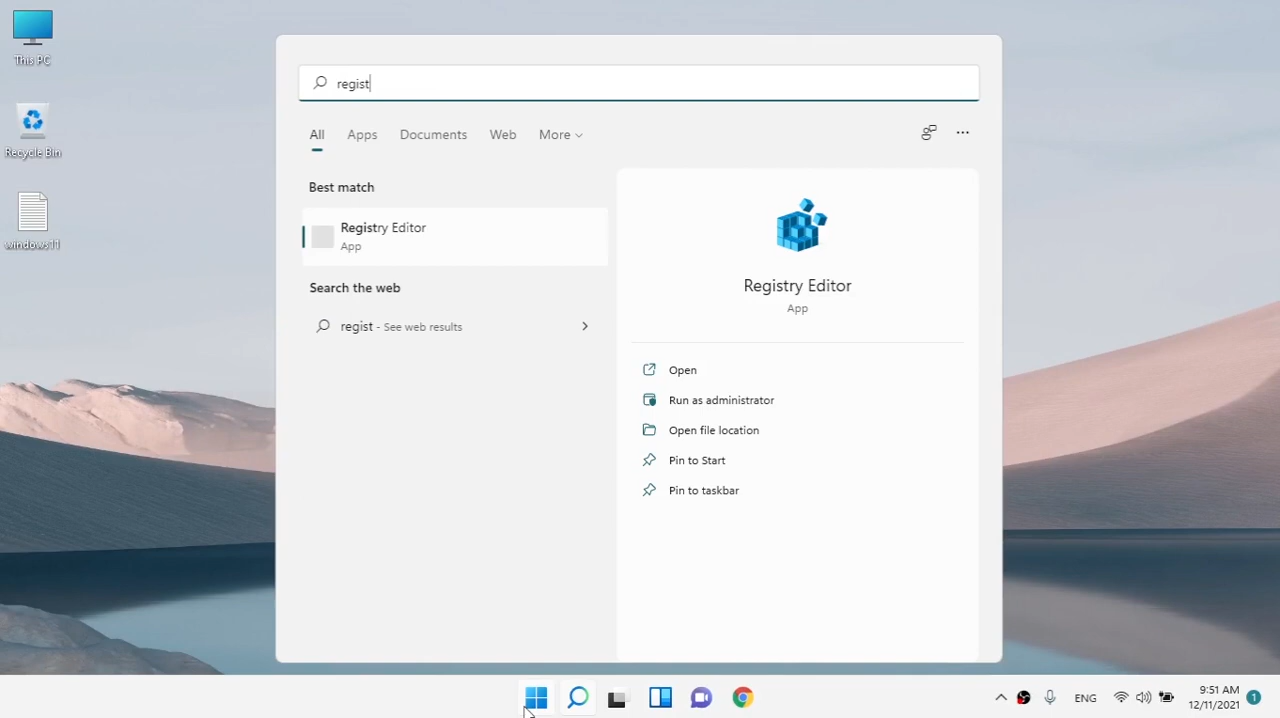 This PC
Recycle Bin
windows11
regist
All Apps Documents Web More
Best match
Registry Editor
App
Search the web
regist - See web results
Registry Editor
App
Open
Run as administrator
Open file location
Pin to Start
Pin to taskbar
ENG
9:51 AM
12/11/2021
1